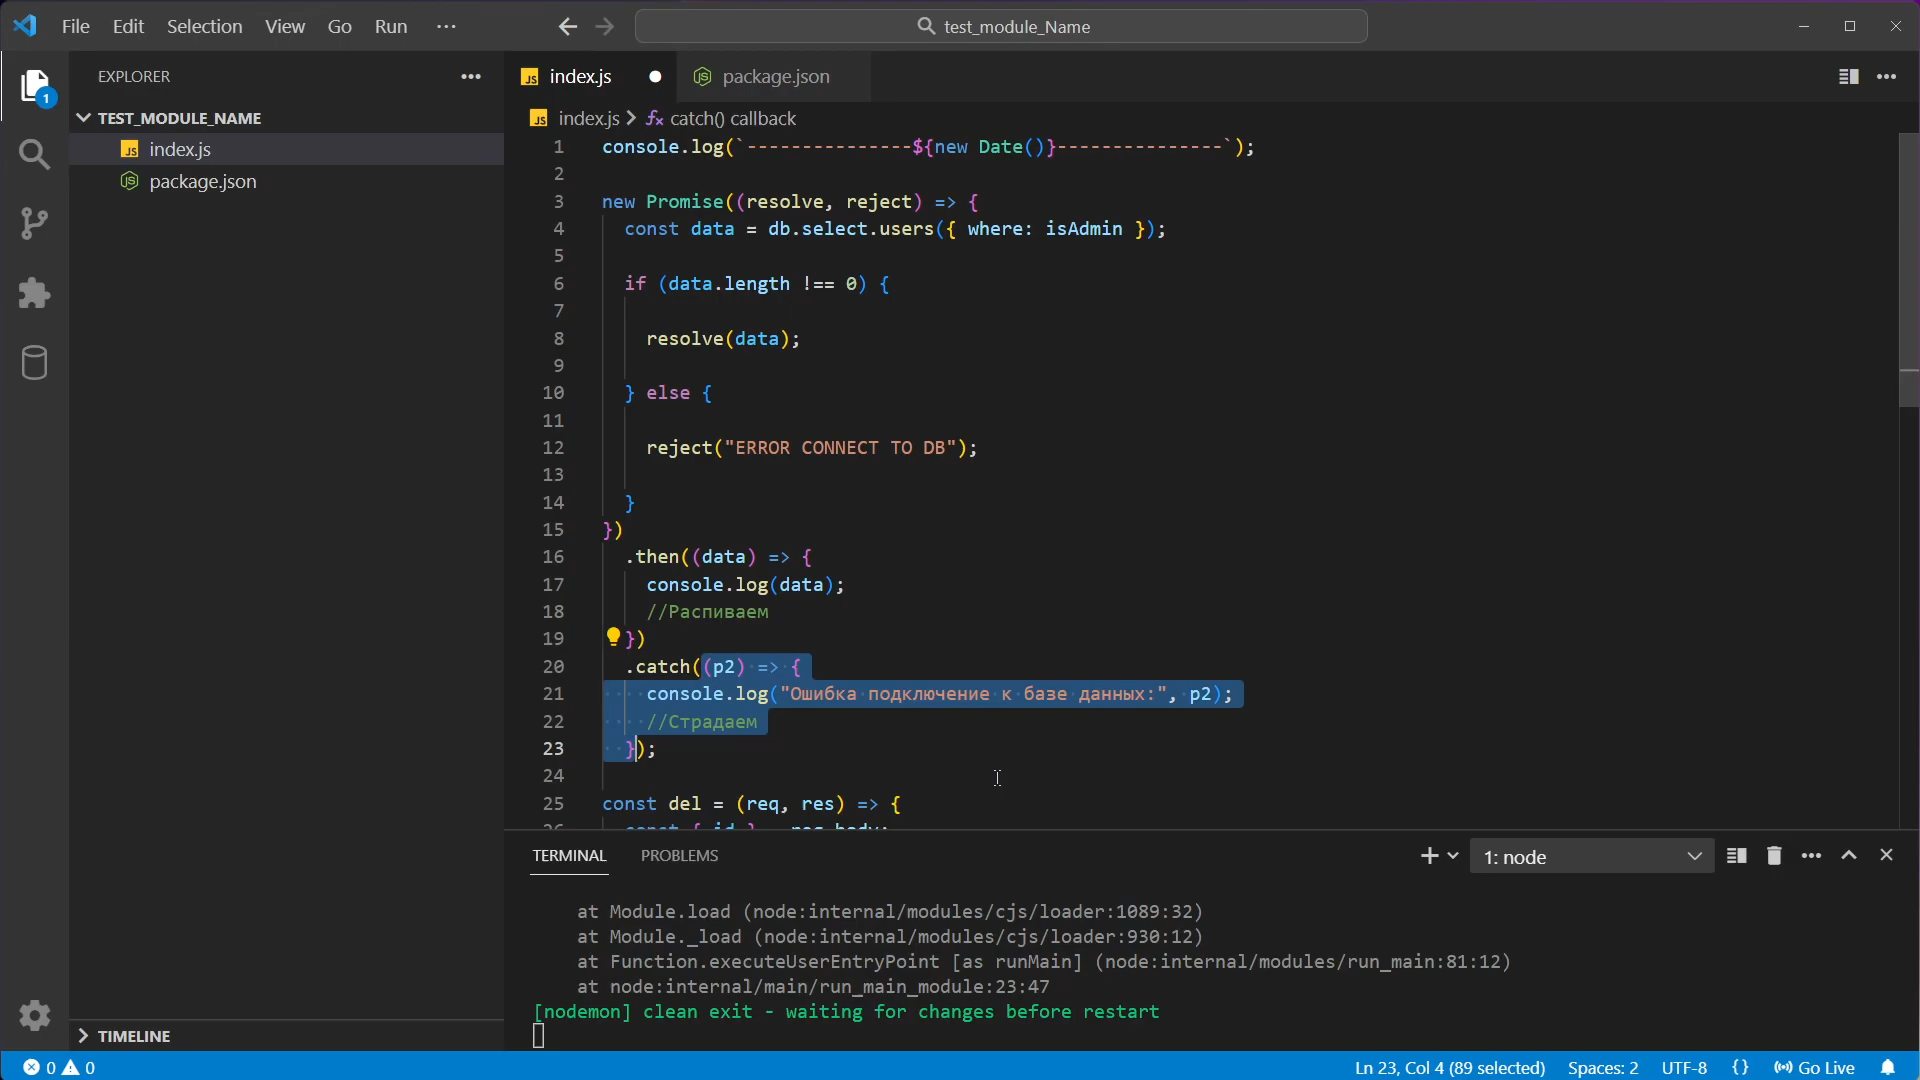 File Edit Selection View Go Run ···
test_module_Name
EXPLORER
TEST_MODULE_NAME
JS index.js
package.json
TIMELINE
JS index.js
package.json
JS index.js > catch() callback
1 console.log(`---------------${new Date()}---------------`);
2
3 new Promise((resolve, reject) => {
4 const data = db.select.users({ where: isAdmin });
5
6 if (data.length !== 0) {
7
8 resolve(data);
9
10 } else {
11
12 reject("ERROR CONNECT TO DB");
13
14 }
15 })
16 .then((data) => {
17 console.log(data);
18 //Распиваем
19 })
20 .catch((p2) => {
21 console.log("Ошибка подключение к базе данных:", p2);
22 //Страдаем
23 });
24
25 const del = (req, res) => {
TERMINAL PROBLEMS
1: node
at Module.load (node:internal/modules/cjs/loader:1089:32)
at Module._load (node:internal/modules/cjs/loader:930:12)
at Function.executeUserEntryPoint [as runMain] (node:internal/modules/run_main:81:12)
at node:internal/main/run_main_module:23:47
[nodemon] clean exit - waiting for changes before restart
0 0
Ln 23, Col 4 (89 selected) Spaces: 2 UTF-8 {} Go Live
1